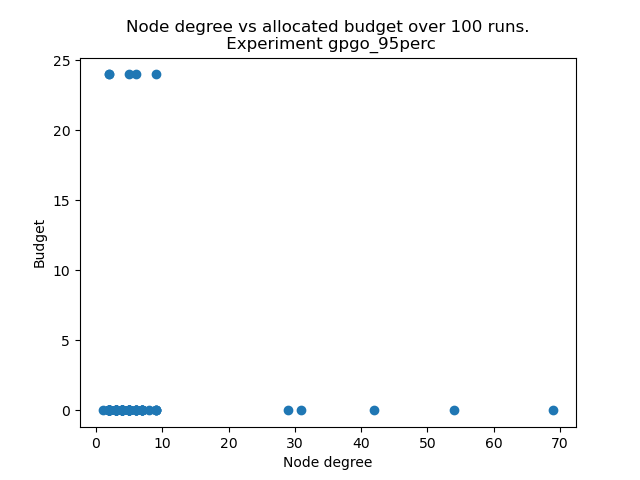 Node degree vs allocated budget over 100 runs.
Experiment gpgo_95perc
25
20
15
10
5
0
Budget
0 10 20 30 40 50 60 70
Node degree